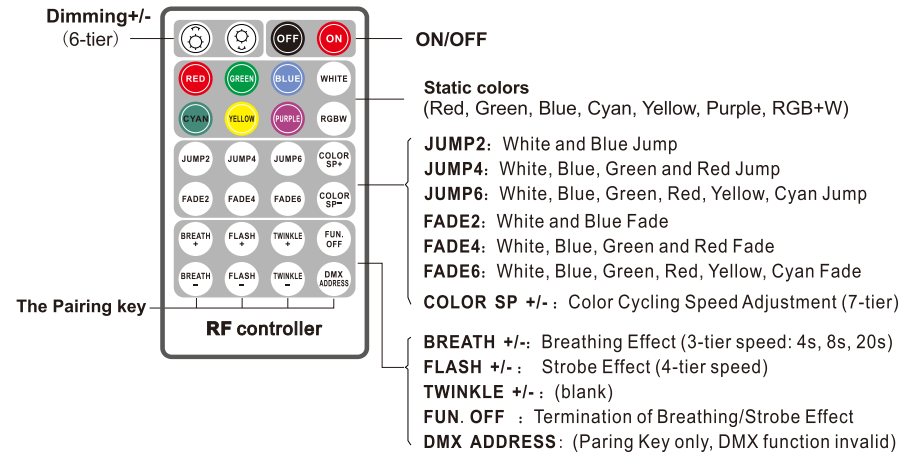 Dimming+/-
(6-tier)
OFF
ON
ON/OFF
RED
GREEN
BLUE
WHITE
Static colors
(Red, Green, Blue, Cyan, Yellow, Purple, RGB+W)
CYAN
YELLOW
PURPLE
RGBW
JUMP2
JUMP4
JUMP6
COLOR
SP+
JUMP2: White and Blue Jump
JUMP4: White, Blue, Green and Red Jump
JUMP6: White, Blue, Green, Red, Yellow, Cyan Jump
FADE2
FADE4
FADE6
COLOR
SP-
FADE2: White and Blue Fade
FADE4: White, Blue, Green and Red Fade
FADE6: White, Blue, Green, Red, Yellow, Cyan Fade
COLOR SP +/- : Color Cycling Speed Adjustment (7-tier)
BREATH
+
FLASH
+
TWINKLE
+
FUN.
OFF
BREATH
-
FLASH
-
TWINKLE
-
DMX
ADDRESS
The Pairing key
RF controller
BREATH +/-: Breathing Effect (3-tier speed: 4s, 8s, 20s)
FLASH +/- : Strobe Effect (4-tier speed)
TWINKLE +/- : (blank)
FUN. OFF : Termination of Breathing/Strobe Effect
DMX ADDRESS: (Paring Key only, DMX function invalid)